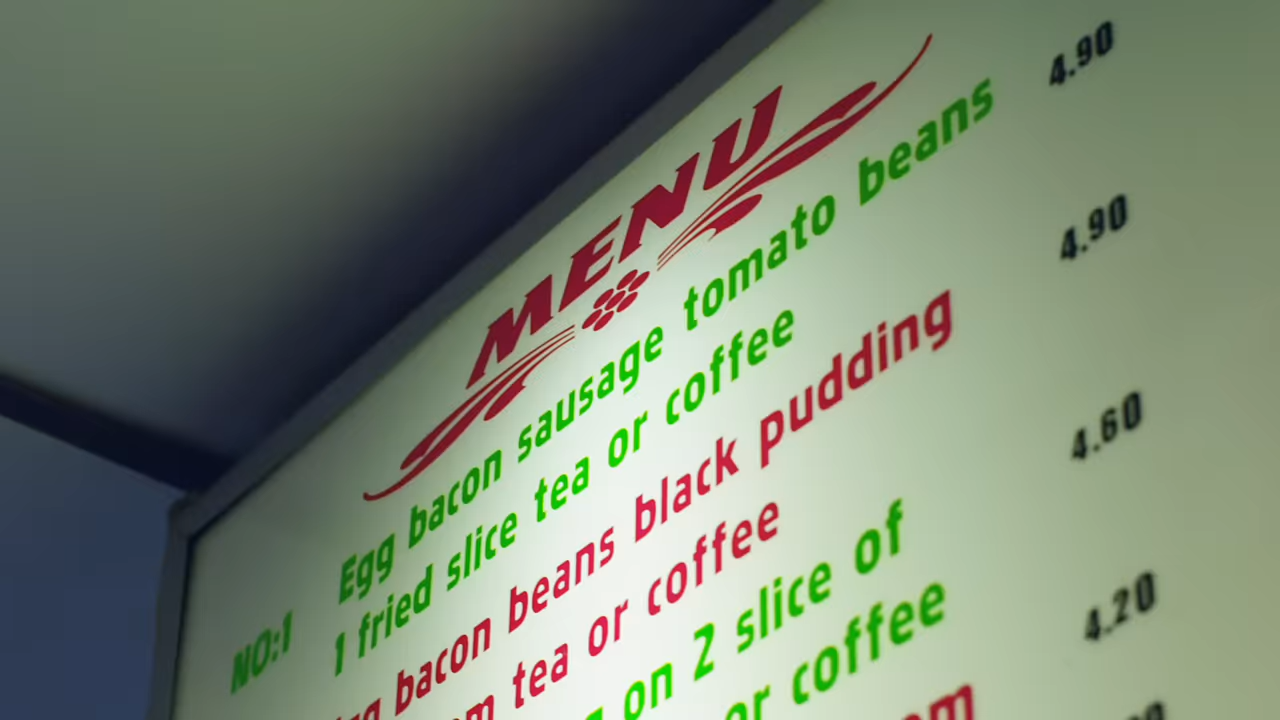 MENU
Egg bacon sausage tomato beans 4.90
NO:1 1 fried slice tea or coffee
bacon beans black pudding 4.90
tea or coffee
on 2 slice of 4.60
or coffee
4.20